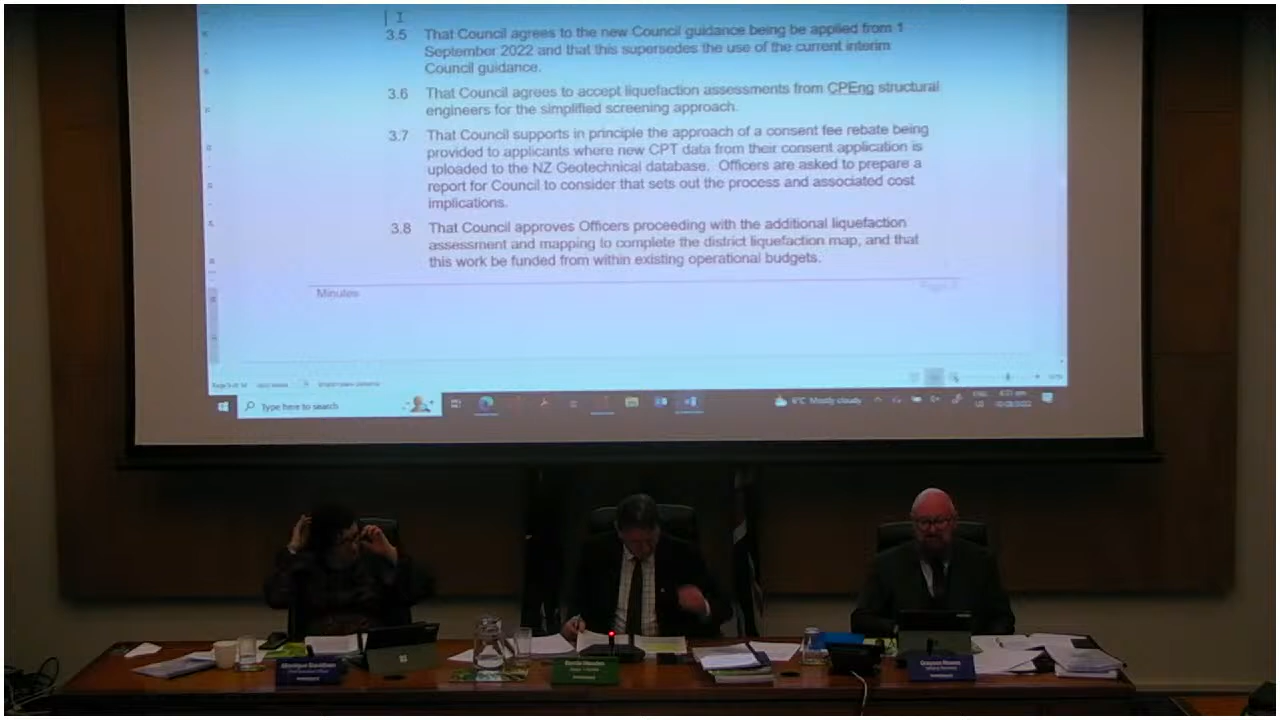 3.5 That Council agrees to the new Council guidance being applied from 1
September 2022 and that this supersedes the use of the current interim
Council guidance.
3.6 That Council agrees to accept liquefaction assessments from CPEng structural
engineers for the simplified screening approach.
3.7 That Council supports in principle the approach of a consent fee rebate being
provided to applicants where new CPT data from their consent application is
uploaded to the NZ Geotechnical database. Officers are asked to prepare a
report for Council to consider that sets out the process and associated cost
implications.
3.8 That Council approves Officers proceeding with the additional liquefaction
assessment and mapping to complete the district liquefaction map, and that
this work be funded from within existing operational budgets.
Minutes
Type here to search
6°C Mostly cloudy